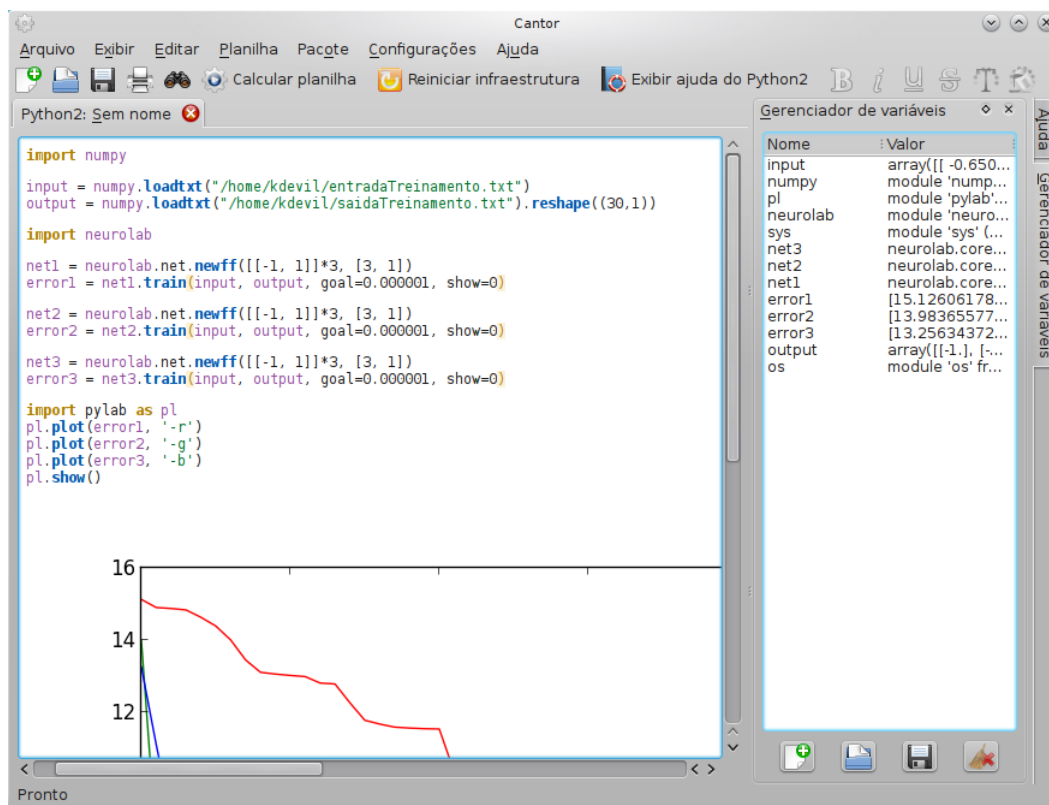 Cantor
Arquivo Exibir Editar Planilha Pacote Configurações Ajuda
Calcular planilha Reiniciar infraestrutura Exibir ajuda do Python2 B i U S T
Python2: Sem nome
import numpy
input = numpy.loadtxt("/home/kdevil/entradaTreinamento.txt")
output = numpy.loadtxt("/home/kdevil/saidaTreinamento.txt").reshape((30,1))
import neurolab
net1 = neurolab.net.newff([[-1, 1]]*3, [3, 1])
error1 = net1.train(input, output, goal=0.000001, show=0)
net2 = neurolab.net.newff([[-1, 1]]*3, [3, 1])
error2 = net2.train(input, output, goal=0.000001, show=0)
net3 = neurolab.net.newff([[-1, 1]]*3, [3, 1])
error3 = net3.train(input, output, goal=0.000001, show=0)
import pylab as pl
pl.plot(error1, '-r')
pl.plot(error2, '-g')
pl.plot(error3, '-b')
pl.show()
16
14
12
Gerenciador de variáveis
Nome Valor
input array([[ -0.650...
numpy module 'nump...
pl module 'pylab'...
neurolab module 'neuro...
sys module 'sys' (...
net3 neurolab.core...
net2 neurolab.core...
net1 neurolab.core...
error1 [15.12606178...
error2 [13.98365577...
error3 [13.25634372...
output array([[-1.], [-...
os module 'os' fr...
Ajuda
Gerenciador de variáveis
Pronto